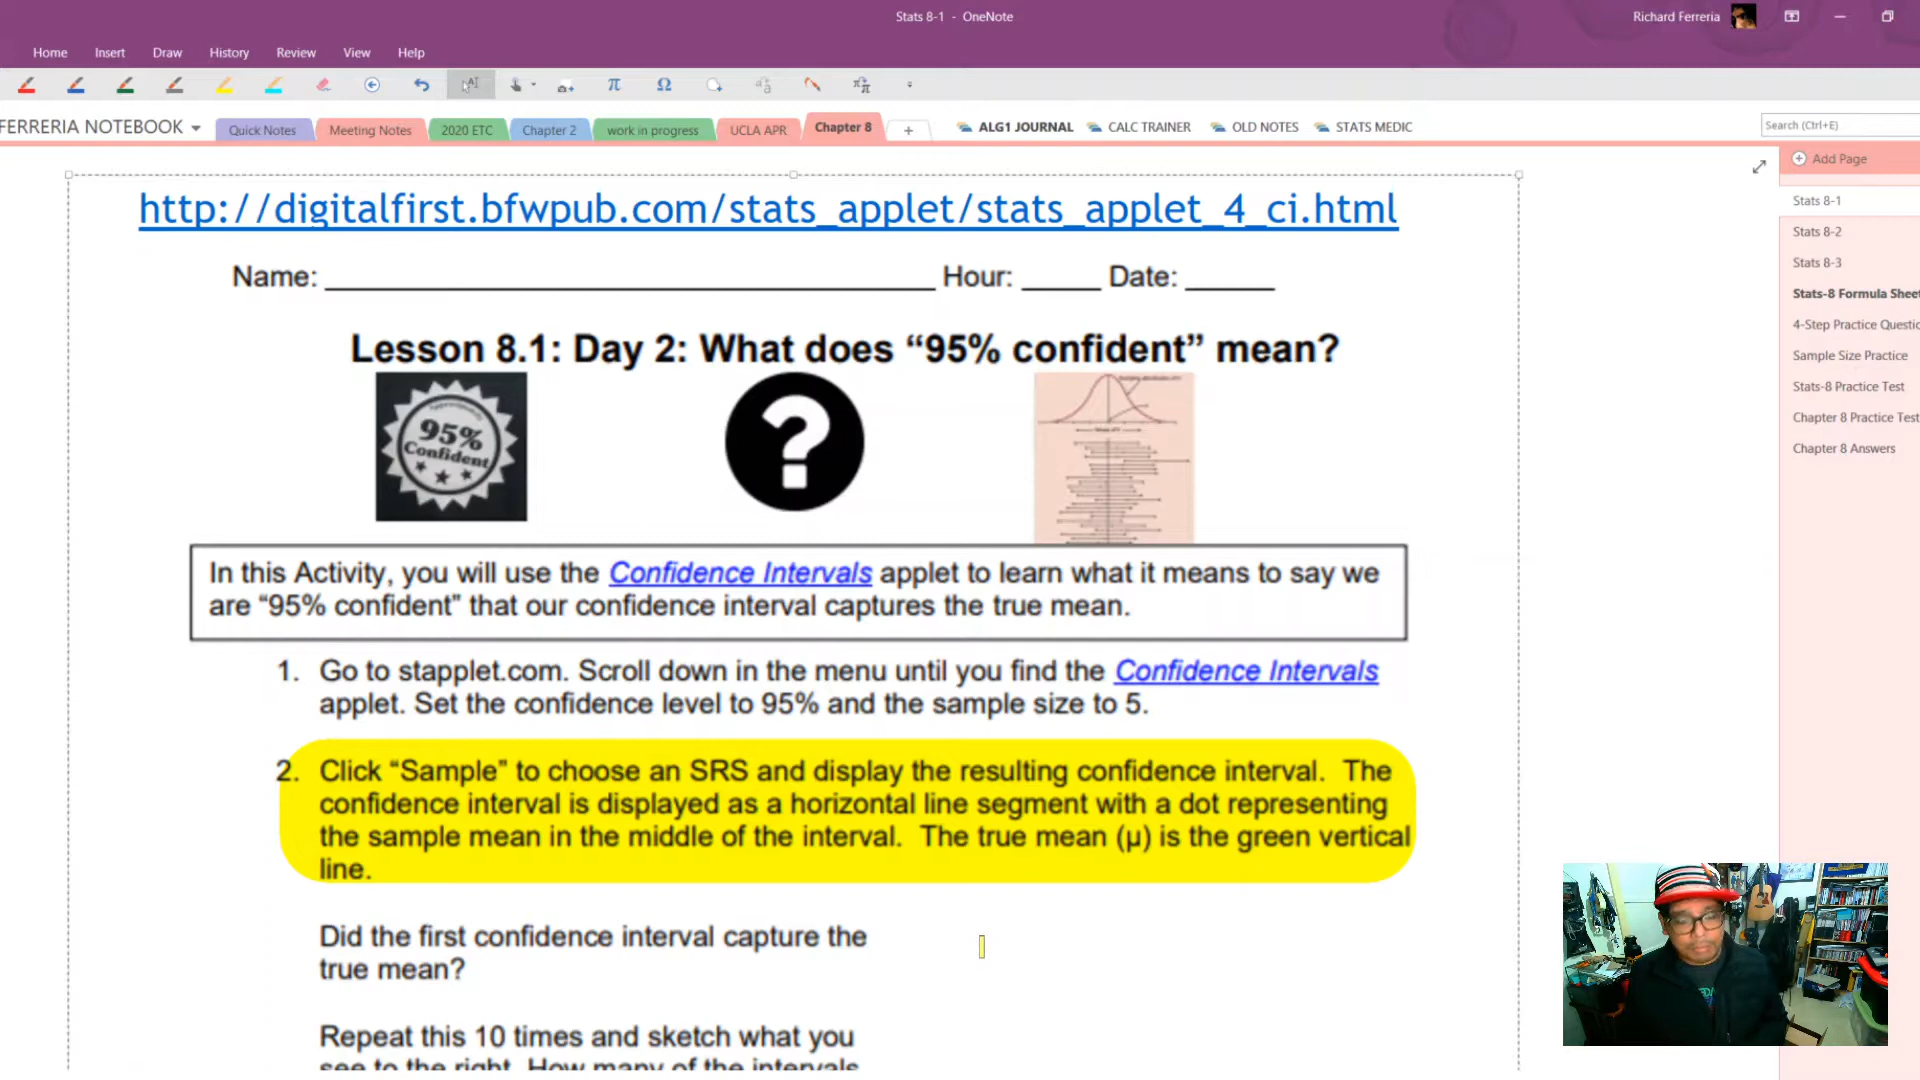 Stats 8-1 - OneNote
Richard Ferreria
Home Insert Draw History Review View Help
FERRERIA NOTEBOOK
Quick Notes Meeting Notes 2020 ETC Chapter 2 work in progress UCLA APR Chapter 8 + ALG1 JOURNAL CALC TRAINER OLD NOTES STATS MEDIC
Search (Ctrl+E)
Add Page
Stats 8-1
Stats 8-2
Stats 8-3
Stats-8 Formula Sheet
4-Step Practice Questio
Sample Size Practice
Stats-8 Practice Test
Chapter 8 Practice Test
Chapter 8 Answers
http://digitalfirst.bfwpub.com/stats_applet/stats_applet_4_ci.html
Name: Hour: Date:
Lesson 8.1: Day 2: What does “95% confident” mean?
95%
Confident
?
In this Activity, you will use the Confidence Intervals applet to learn what it means to say we
are “95% confident” that our confidence interval captures the true mean.
1. Go to stapplet.com. Scroll down in the menu until you find the Confidence Intervals
applet. Set the confidence level to 95% and the sample size to 5.
2. Click “Sample” to choose an SRS and display the resulting confidence interval. The
confidence interval is displayed as a horizontal line segment with a dot representing
the sample mean in the middle of the interval. The true mean (μ) is the green vertical
line.
Did the first confidence interval capture the
true mean?
Repeat this 10 times and sketch what you
see to the right. How many of the intervals